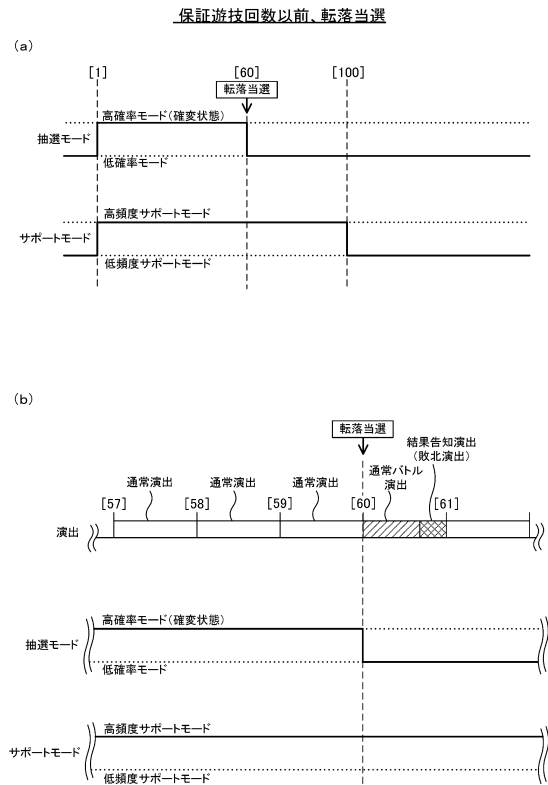 保証遊技回数以前、転落当選
(a)
[1]
[60]
[100]
転落当選
高確率モード(確変状態)
抽選モード
低確率モード
高頻度サポートモード
サポートモード
低頻度サポートモード
(b)
転落当選
結果告知演出
(敗北演出)
通常バトル
演出
通常演出
通常演出
通常演出
[57]
[58]
[59]
[60]
[61]
演出
高確率モード(確変状態)
抽選モード
低確率モード
高頻度サポートモード
サポートモード
低頻度サポートモード